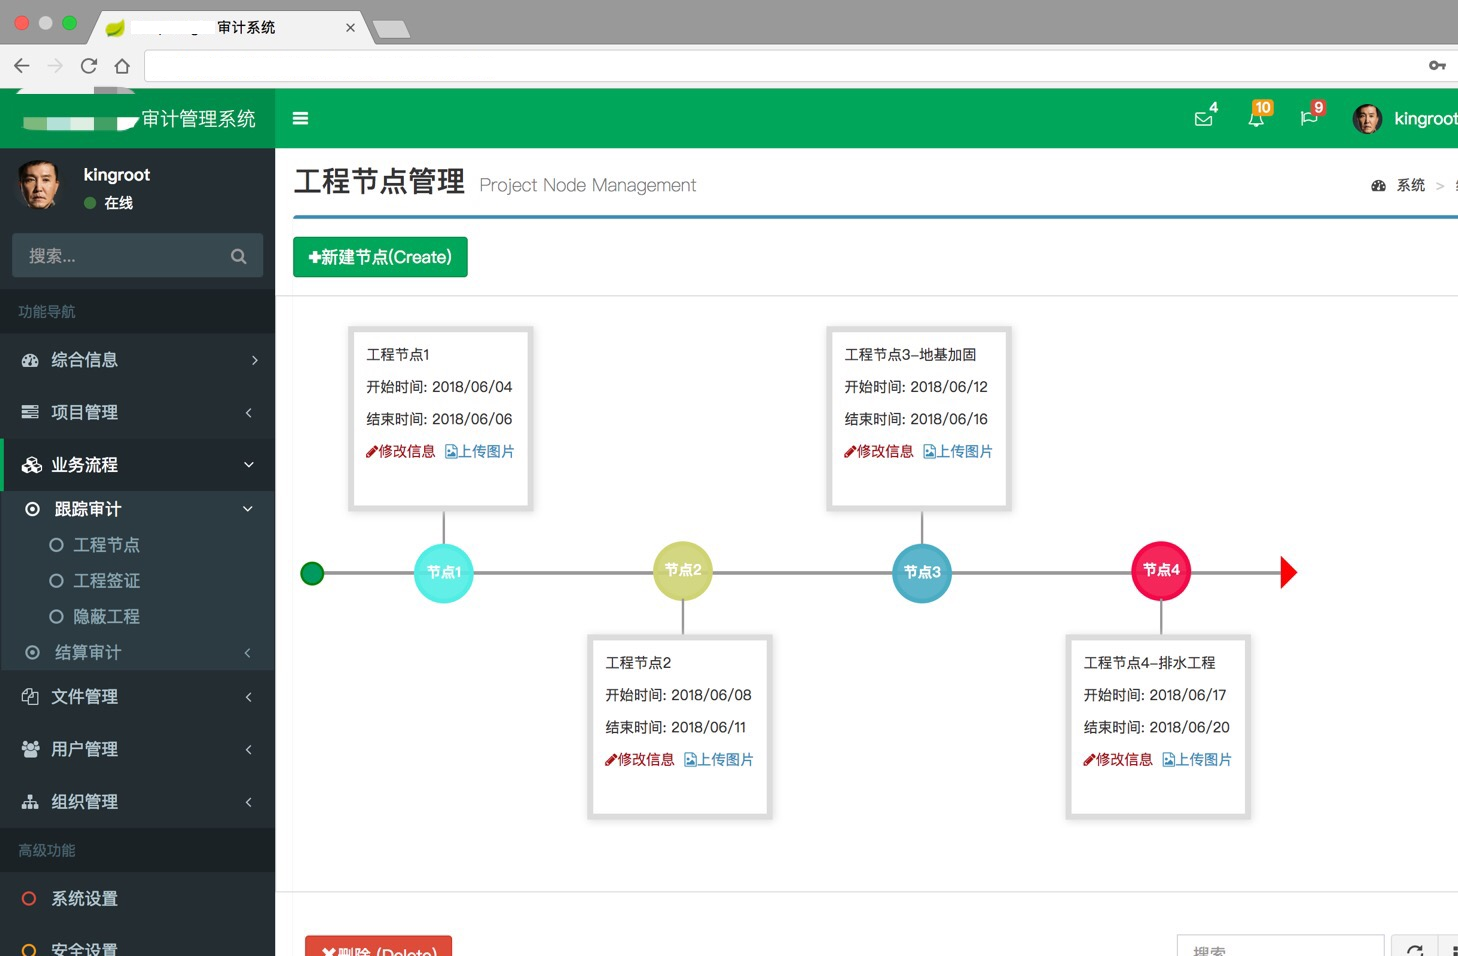 审计系统
审计管理系统
4
10
9
kingroot
kingroot
在线
搜索...
功能导航
综合信息
项目管理
业务流程
跟踪审计
工程节点
工程签证
隐蔽工程
结算审计
文件管理
用户管理
组织管理
高级功能
系统设置
安全设置
工程节点管理 Project Node Management
系统 >
新建节点(Create)
工程节点1
开始时间: 2018/06/04
结束时间: 2018/06/06
修改信息 上传图片
工程节点3-地基加固
开始时间: 2018/06/12
结束时间: 2018/06/16
修改信息 上传图片
节点1
节点2
节点3
节点4
工程节点2
开始时间: 2018/06/08
结束时间: 2018/06/11
修改信息 上传图片
工程节点4-排水工程
开始时间: 2018/06/17
结束时间: 2018/06/20
修改信息 上传图片
删除 (Delete)
搜索